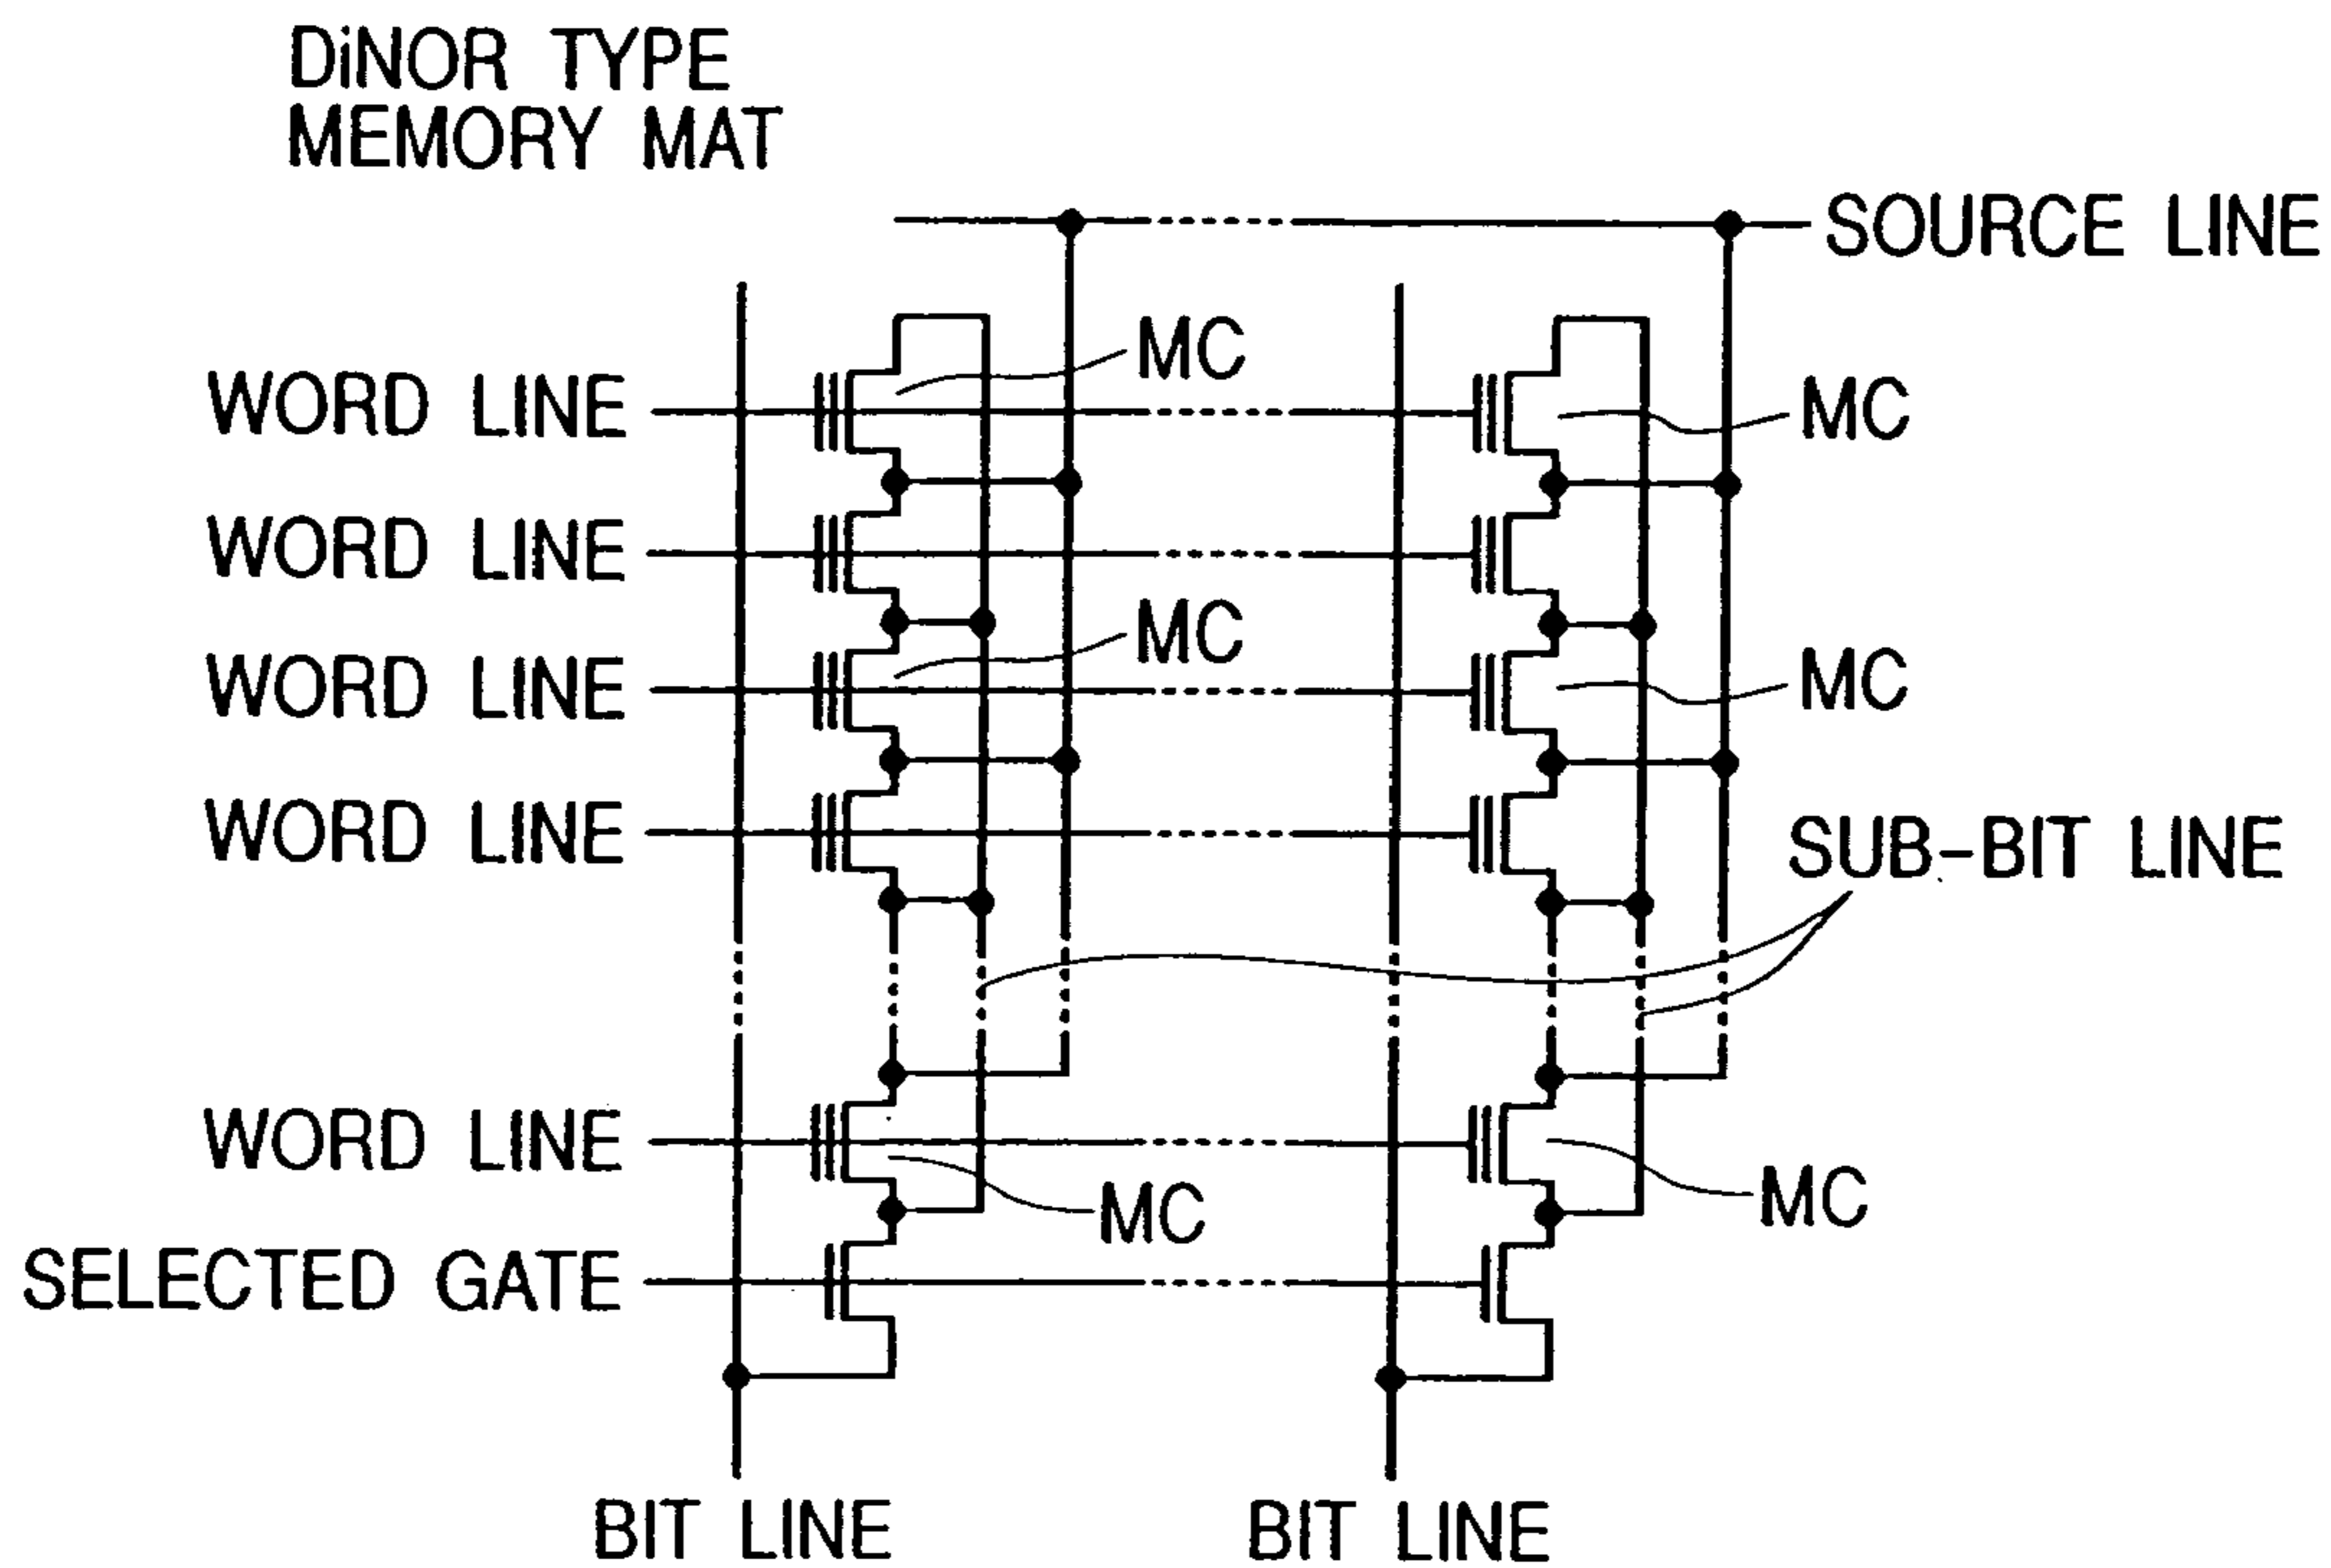 DiNOR TYPE
MEMORY MAT
SOURCE LINE
MC
WORD LINE
MC
WORD LINE
MC
WORD LINE
MC
WORD LINE
SUB-BIT LINE
WORD LINE
MC
MC
SELECTED GATE
BIT LINE
BIT LINE